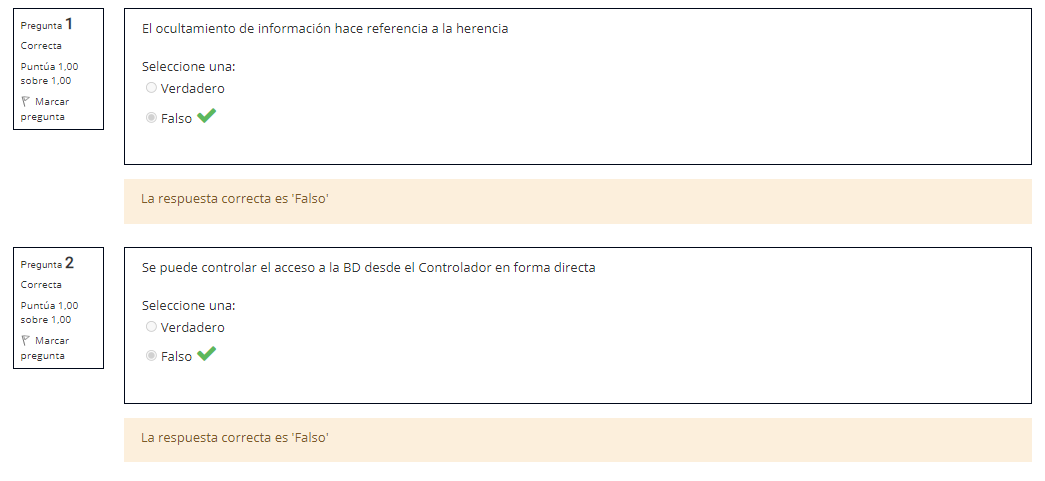 Pregunta 1
Correcta
Puntúa 1,00
sobre 1,00
Marcar
pregunta
El ocultamiento de información hace referencia a la herencia
Seleccione una:
Verdadero
Falso
La respuesta correcta es 'Falso'
Pregunta 2
Correcta
Puntúa 1,00
sobre 1,00
Marcar
pregunta
Se puede controlar el acceso a la BD desde el Controlador en forma directa
Seleccione una:
Verdadero
Falso
La respuesta correcta es 'Falso'